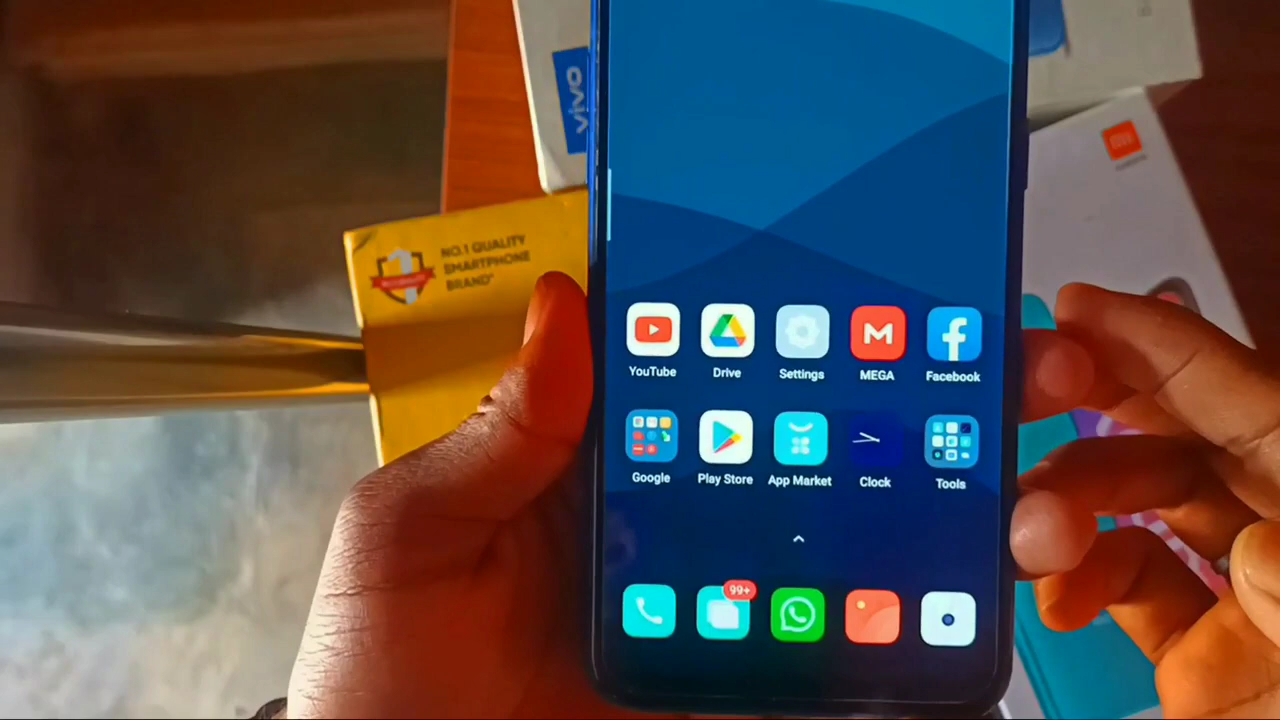 vivo
NO.1 QUALITY
SMARTPHONE
BRAND*
YouTube
Drive
Settings
MEGA
Facebook
Google
Play Store
App Market
Clock
Tools
99+